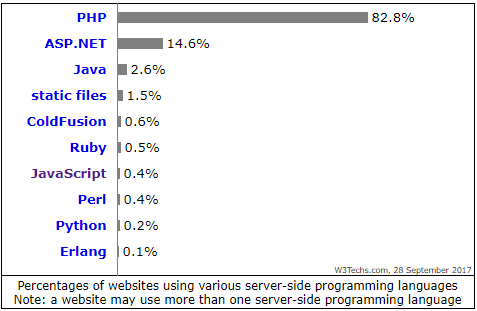 PHP 82.8%
ASP.NET 14.6%
Java 2.6%
static files 1.5%
ColdFusion 0.6%
Ruby 0.5%
JavaScript 0.4%
Perl 0.4%
Python 0.2%
Erlang 0.1%
W3Techs.com, 28 September 2017
Percentages of websites using various server-side programming languages
Note: a website may use more than one server-side programming language